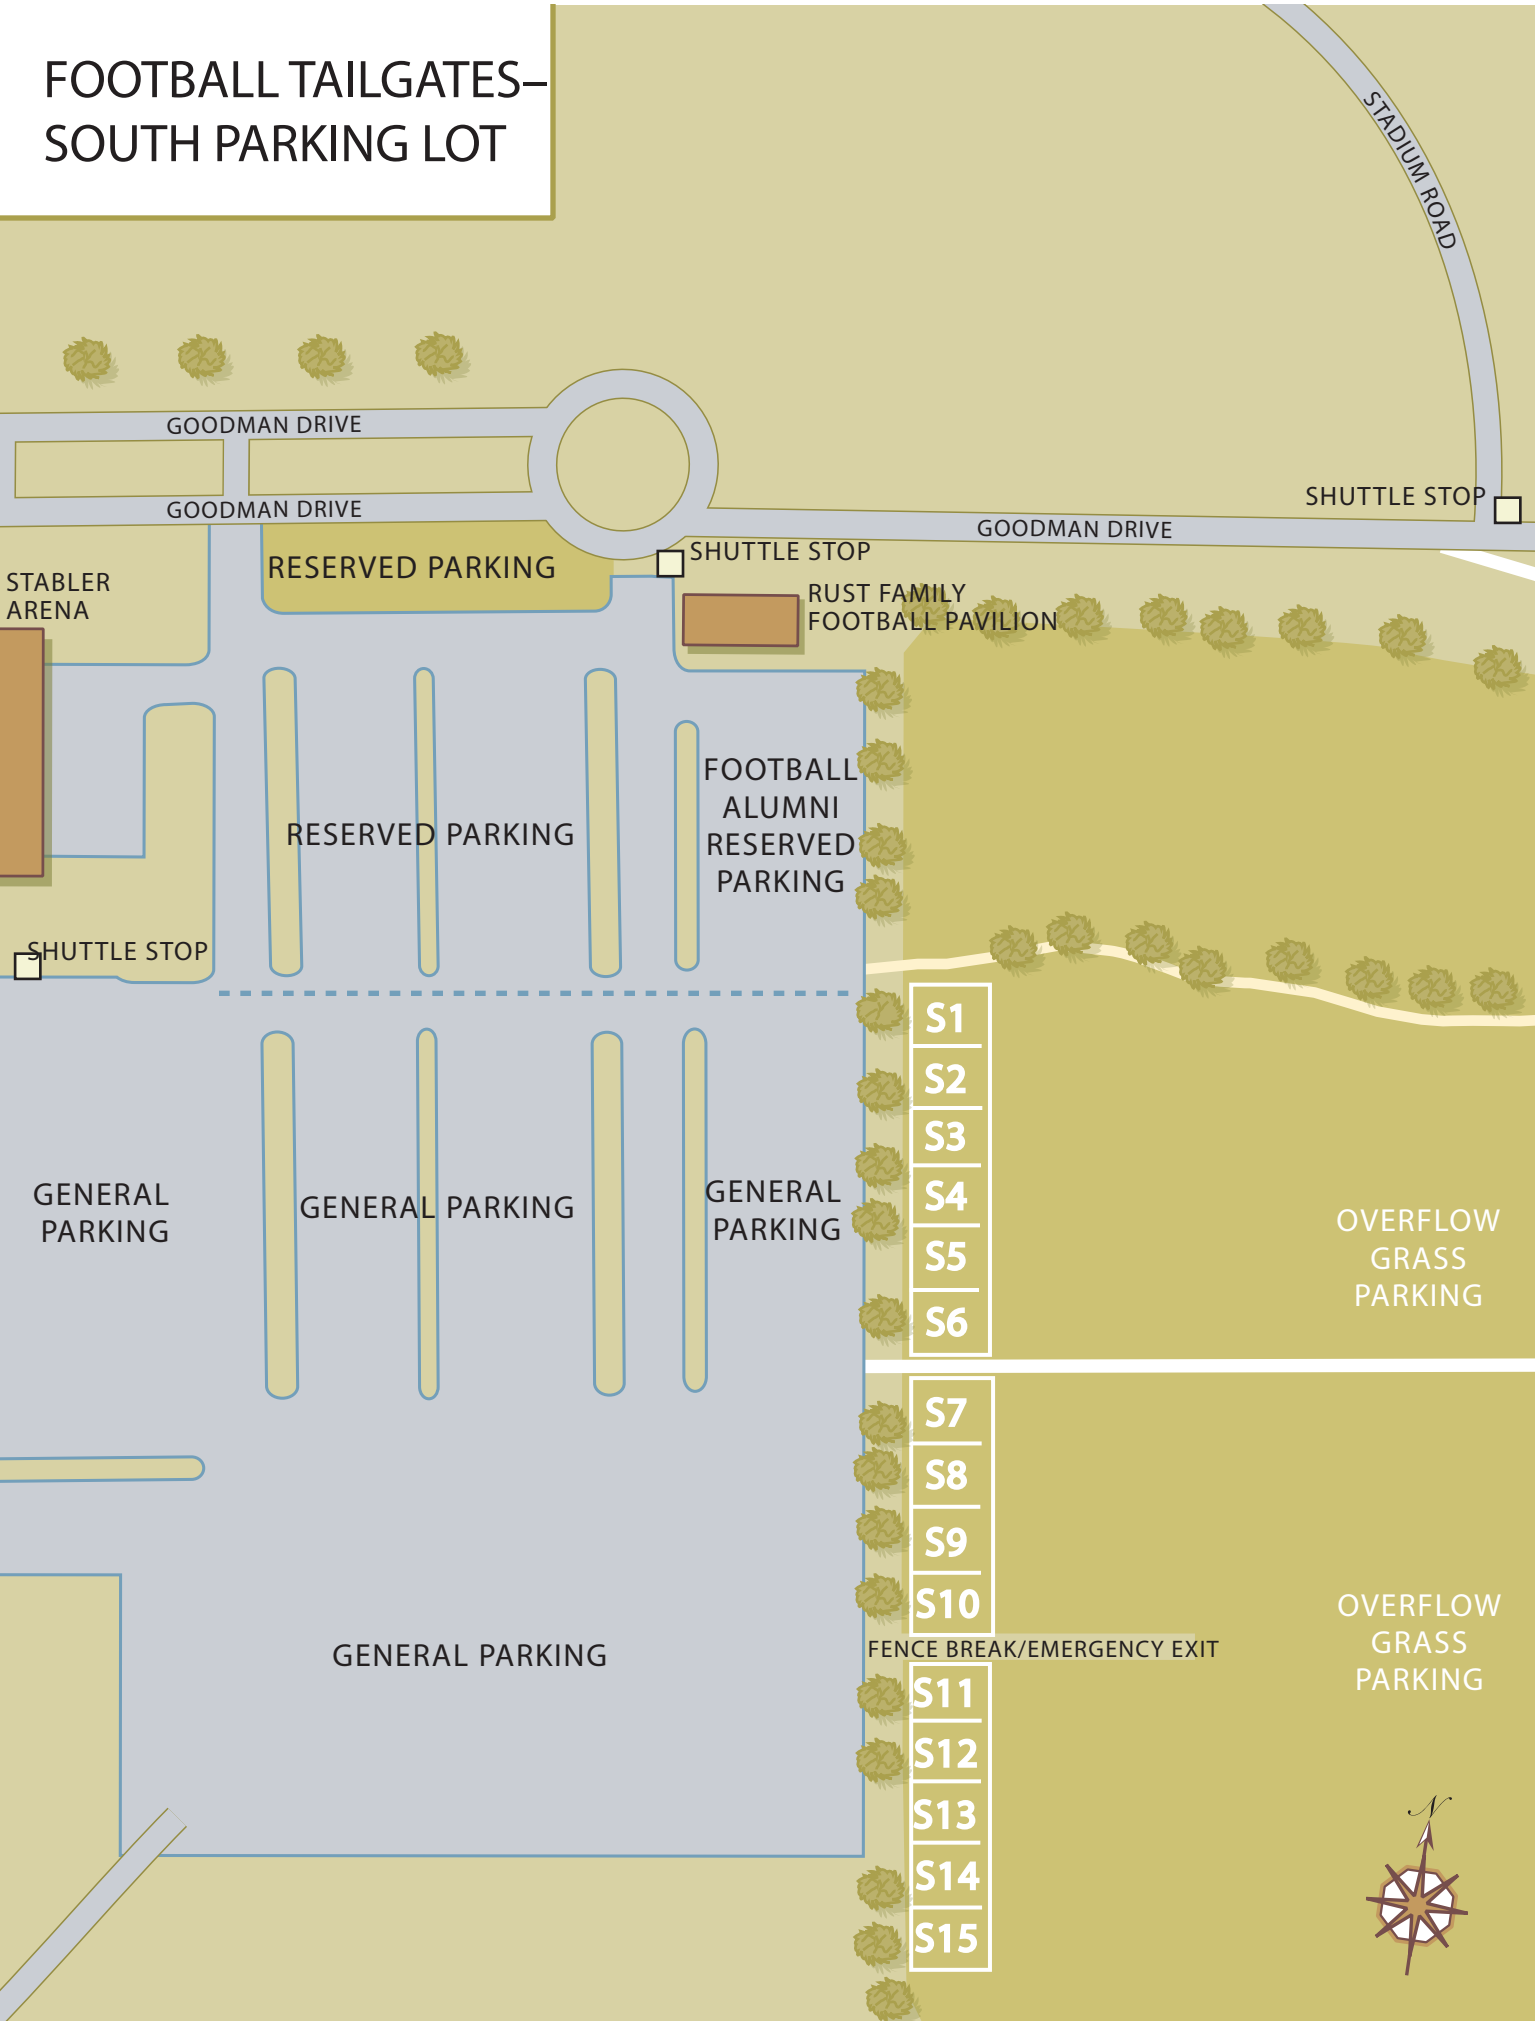 FOOTBALL TAILGATES–
SOUTH PARKING LOT
STADIUM ROAD
GOODMAN DRIVE
GOODMAN DRIVE
SHUTTLE STOP
GOODMAN DRIVE
SHUTTLE STOP
RESERVED PARKING
STABLER
ARENA
RUST FAMILY
FOOTBALL PAVILION
FOOTBALL
ALUMNI
RESERVED
PARKING
RESERVED PARKING
SHUTTLE STOP
S1
S2
S3
S4
S5
S6
GENERAL
PARKING
GENERAL PARKING
GENERAL
PARKING
OVERFLOW
GRASS
PARKING
S7
S8
S9
S10
OVERFLOW
GRASS
PARKING
FENCE BREAK/EMERGENCY EXIT
GENERAL PARKING
S11
S12
S13
S14
S15
N